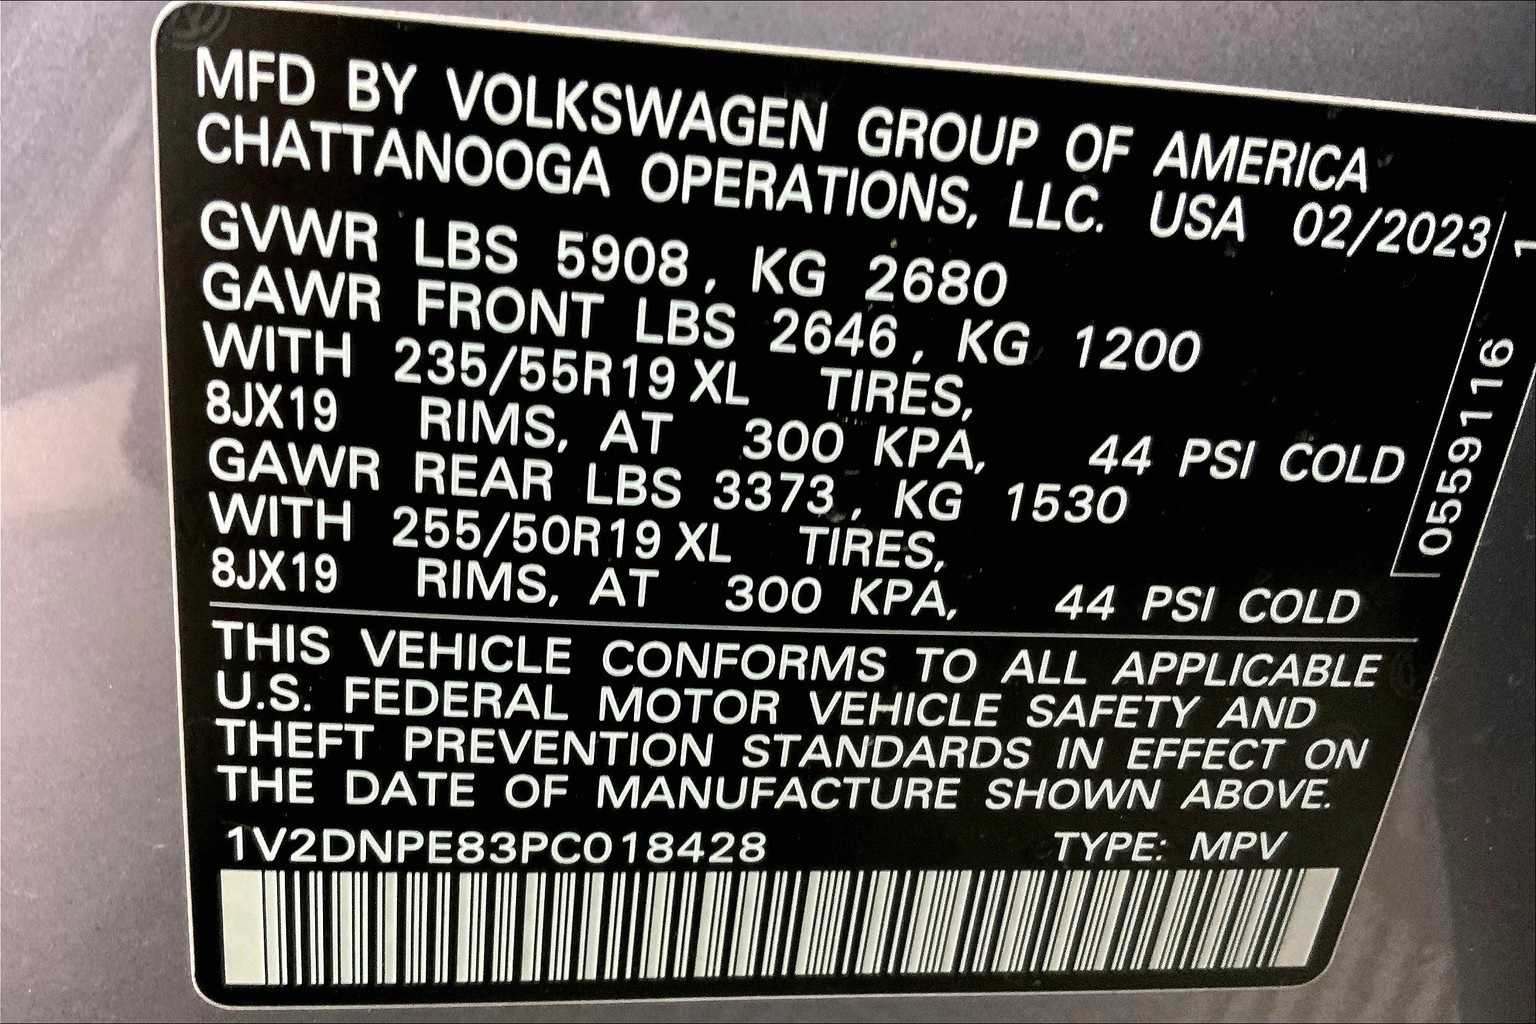 MFD BY VOLKSWAGEN GROUP OF AMERICA
CHATTANOOGA OPERATIONS, LLC. USA 02/2023
GVWR LBS 5908, KG 2680
GAWR FRONT LBS 2646, KG 1200
WITH 235/55R19 XL TIRES,
8JX19 RIMS, AT 300 KPA, 44 PSI COLD
GAWR REAR LBS 3373, KG 1530
WITH 255/50R19 XL TIRES,
8JX19 RIMS, AT 300 KPA, 44 PSI COLD
0559116 1
THIS VEHICLE CONFORMS TO ALL APPLICABLE
U.S. FEDERAL MOTOR VEHICLE SAFETY AND
THEFT PREVENTION STANDARDS IN EFFECT ON
THE DATE OF MANUFACTURE SHOWN ABOVE.
1V2DNPE83PC018428 TYPE: MPV